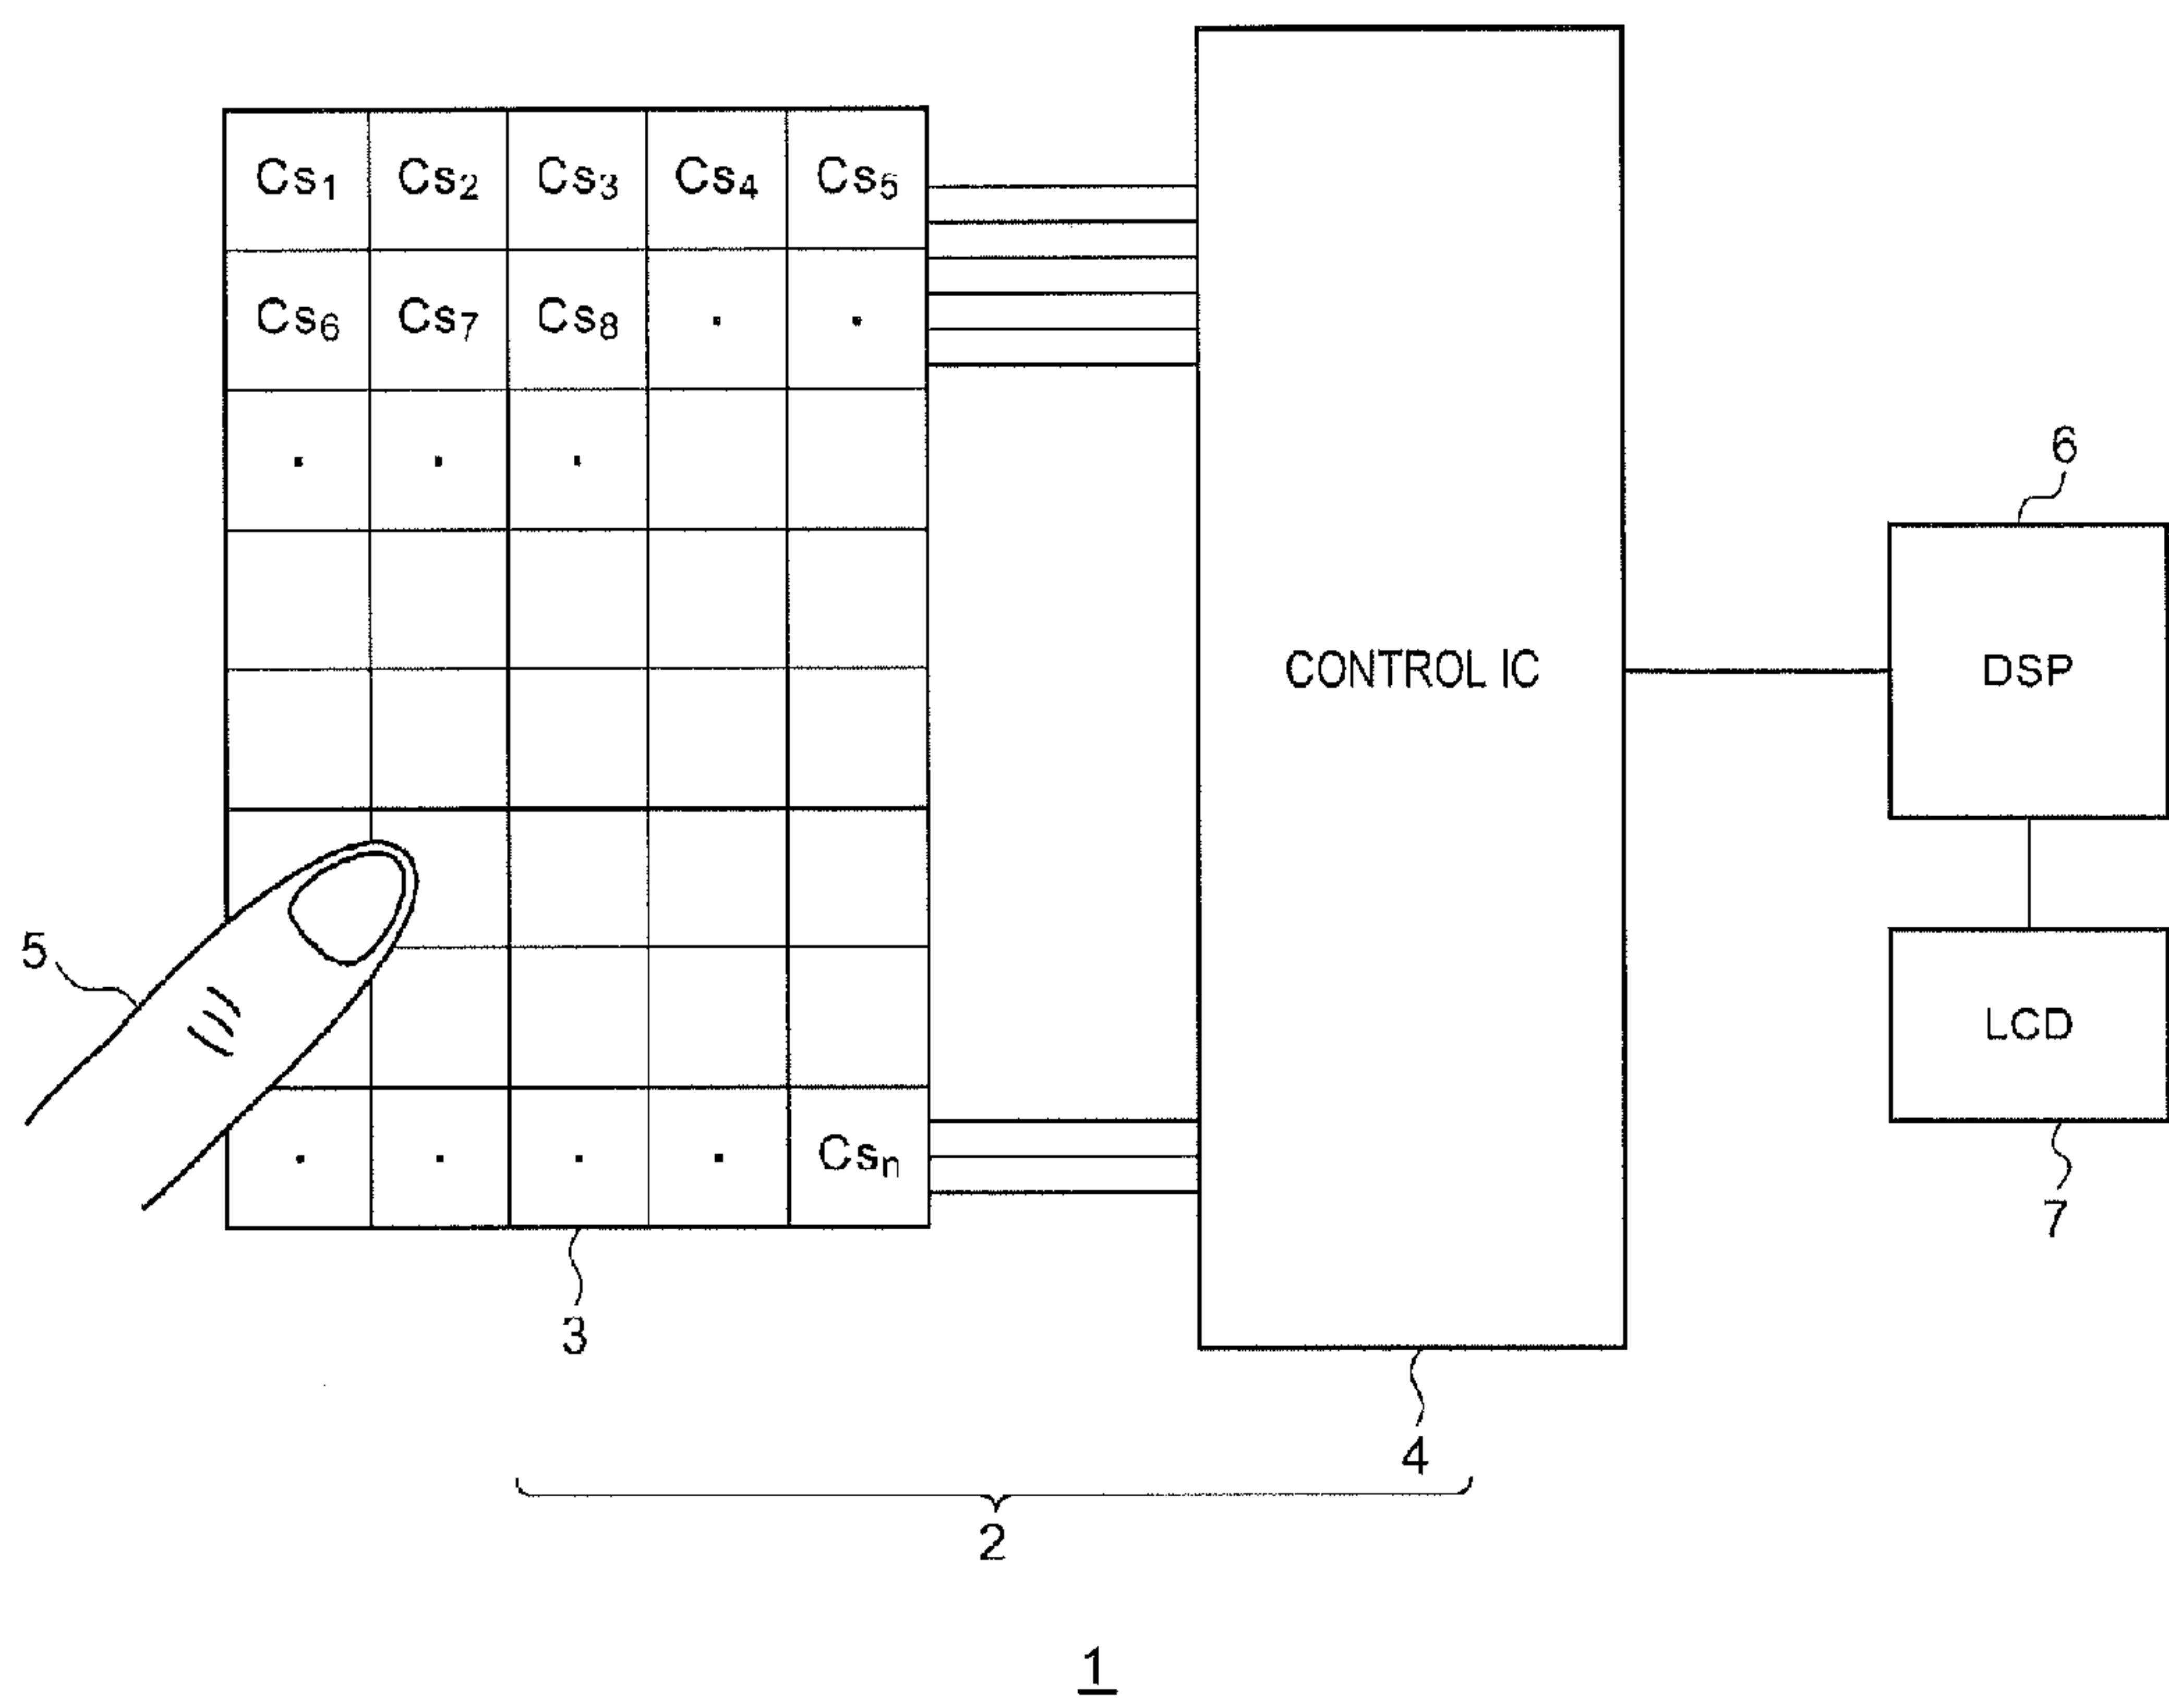 Cs1 Cs2 Cs3 Cs4 Cs5
Cs6 Cs7 Cs8 . .
. . .
CONTROL IC
6
DSP
5
LCD
. . . . Csn
7
3
4
2
1